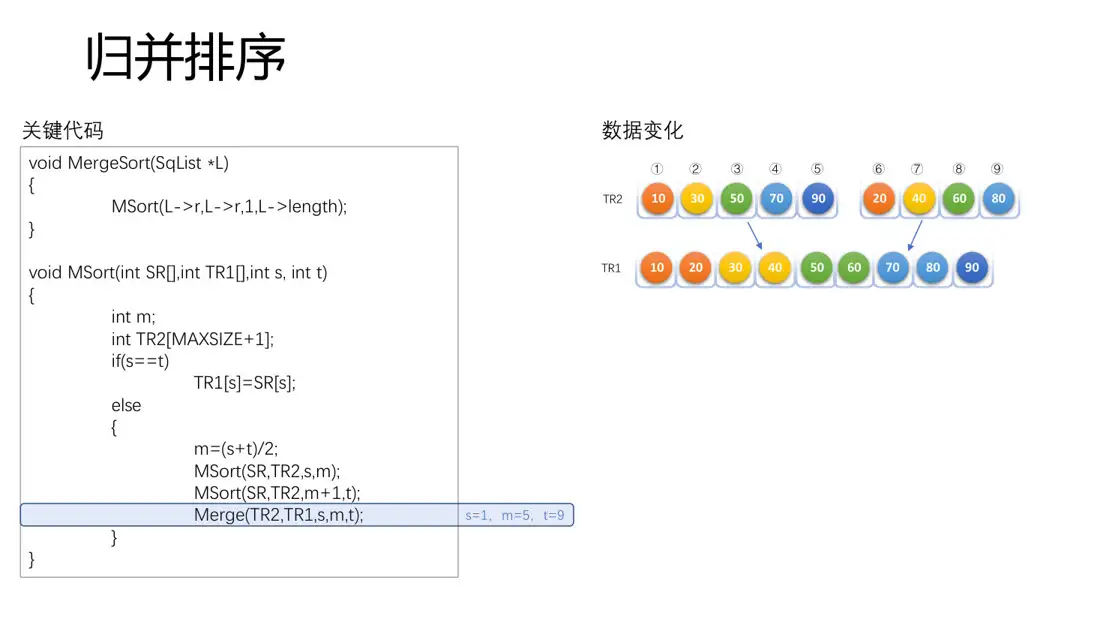 归并排序
关键代码
void MergeSort(SqList *L)
{
MSort(L->r,L->r,1,L->length);
}
void MSort(int SR[],int TR1[],int s, int t)
{
int m;
int TR2[MAXSIZE+1];
if(s==t)
TR1[s]=SR[s];
else
{
m=(s+t)/2;
MSort(SR,TR2,s,m);
MSort(SR,TR2,m+1,t);
Merge(TR2,TR1,s,m,t); s=1, m=5, t=9
}
}
数据变化
① ② ③ ④ ⑤ ⑥ ⑦ ⑧ ⑨
TR2 10 30 50 70 90 20 40 60 80
TR1 10 20 30 40 50 60 70 80 90